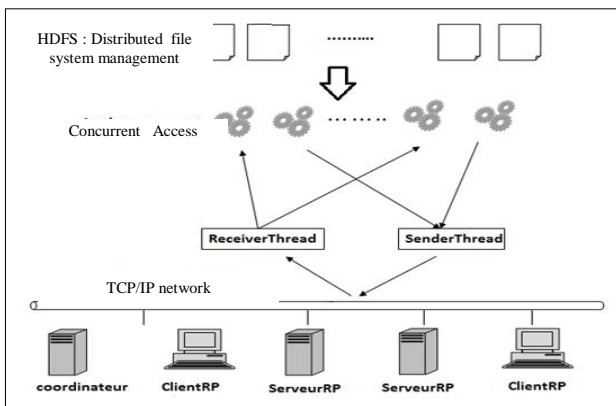 HDFS : Distributed file
system management
Concurrent Access
ReceiverThread
SenderThread
TCP/IP network
coordinateur
ClientRP
ServeurRP
ServeurRP
ClientRP